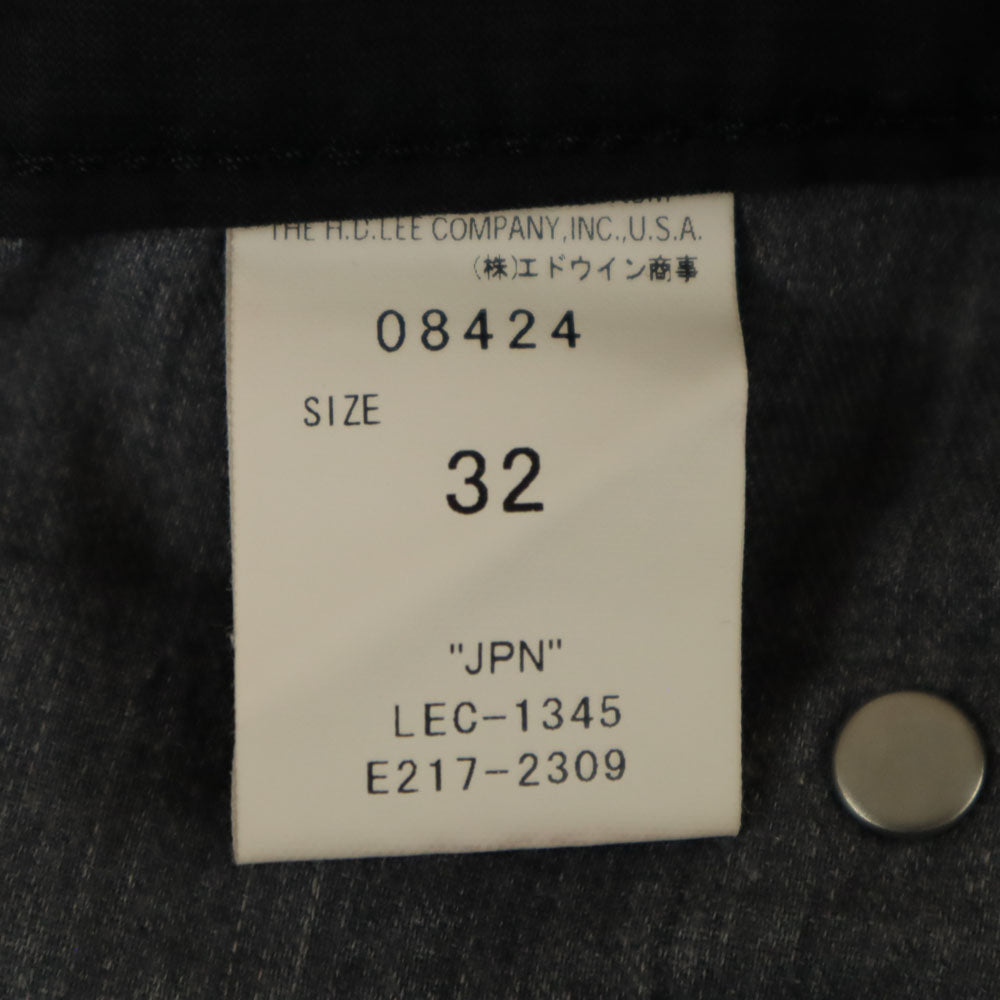 THE H.D.LEE COMPANY,INC.,U.S.A.
(株)エドウイン商事
08424
SIZE
32
"JPN"
LEC-1345
E217-2309